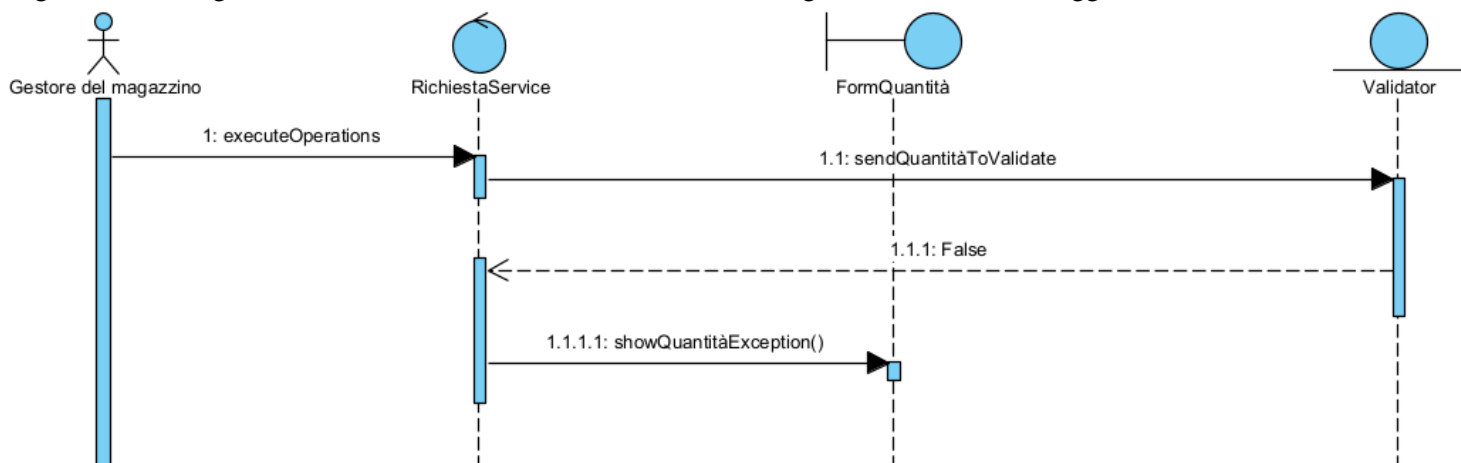 Gestore del magazzino
RichiestaService
FormQuantità
Validator
1: executeOperations
1.1: sendQuantitàToValidate
1.1.1: False
1.1.1.1: showQuantitàException()